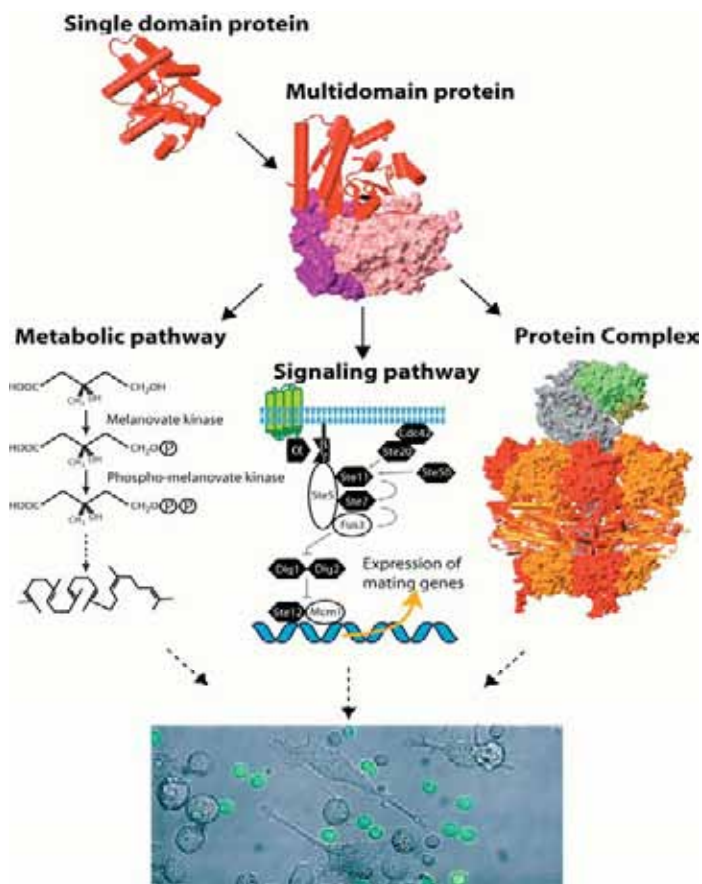 Single domain protein
Multidomain protein
Metabolic pathway
Signaling pathway
Protein Complex
HOOC
CH₂OH
CH₃
OH
Melanovate kinase
HOOC
CH₂O P
CH₃
OH
Phospho-melanovate kinase
HOOC
CH₂O P P
CH₃
OH
α
Cdc42
Ste20
Ste11
Ste50
Ste5
Ste7
Fus3
Dig1
Dig2
Ste12
Mcm1
Expression of
mating genes